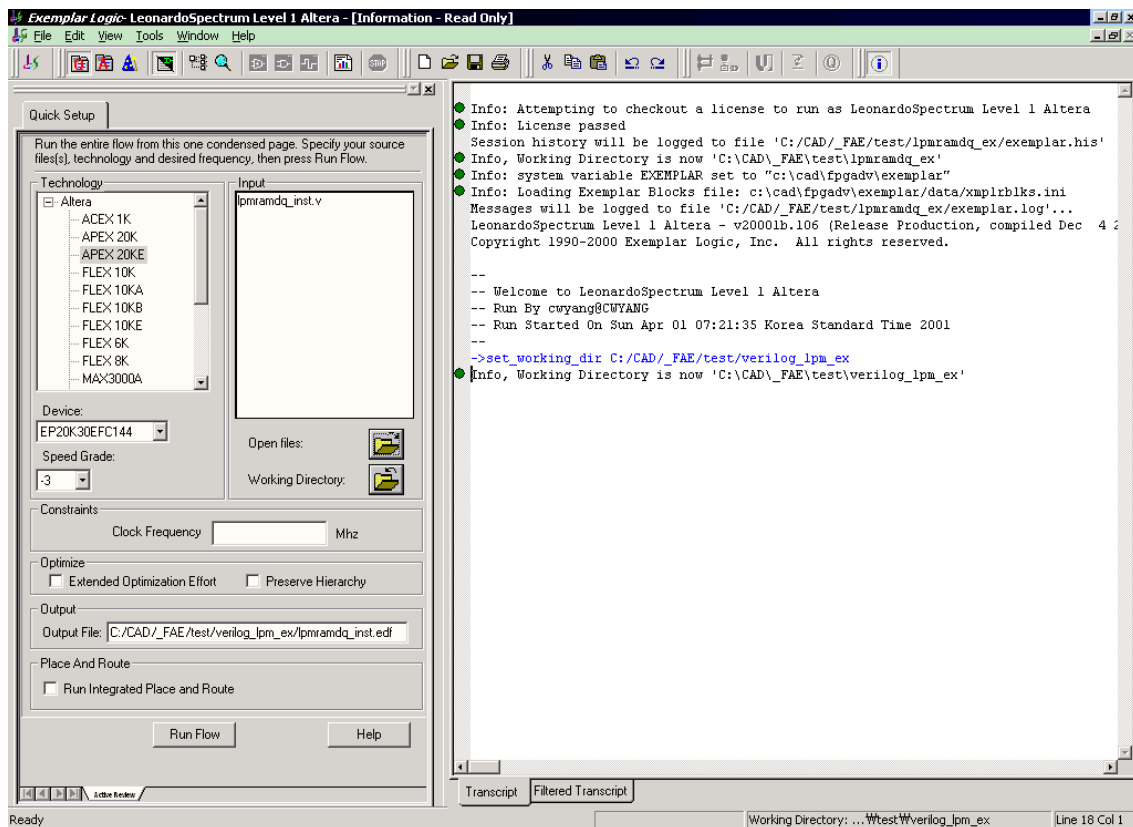 Exemplar Logic- LeonardoSpectrum Level 1 Altera - [Information - Read Only]
File Edit View Tools Window Help
STOP
Quick Setup
Run the entire flow from this one condensed page. Specify your source
files(s), technology and desired frequency, then press Run Flow.
Technology
Altera
ACEX 1K
APEX 20K
APEX 20KE
FLEX 10K
FLEX 10KA
FLEX 10KB
FLEX 10KE
FLEX 6K
FLEX 8K
MAX3000A
Device:
EP20K30EFC144
Speed Grade:
-3
Input
lpmramdq_inst.v
Open files:
Working Directory:
Constraints
Clock Frequency Mhz
Optimize
Extended Optimization Effort Preserve Hierarchy
Output
Output File: C:/CAD/_FAE/test/verilog_lpm_ex/lpmramdq_inst.edf
Place And Route
Run Integrated Place and Route
Run Flow Help
Active Review
Info: Attempting to checkout a license to run as LeonardoSpectrum Level 1 Altera
Info: License passed
Session history will be logged to file 'C:/CAD/_FAE/test/lpmramdq_ex/exemplar.his'
Info, Working Directory is now 'C:\CAD\_FAE\test\lpmramdq_ex'
Info: system variable EXEMPLAR set to "c:\cad\fpgadv\exemplar"
Info: Loading Exemplar Blocks file: c:\cad\fpgadv\exemplar/data/xmplrblks.ini
Messages will be logged to file 'C:/CAD/_FAE/test/lpmramdq_ex/exemplar.log'...
LeonardoSpectrum Level 1 Altera - v20001b.106 (Release Production, compiled Dec 4 2
Copyright 1990-2000 Exemplar Logic, Inc. All rights reserved.
--
-- Welcome to LeonardoSpectrum Level 1 Altera
-- Run By cwyang@CWYANG
-- Run Started On Sun Apr 01 07:21:35 Korea Standard Time 2001
--
->set_working_dir C:/CAD/_FAE/test/verilog_lpm_ex
Info, Working Directory is now 'C:\CAD\_FAE\test\verilog_lpm_ex'
Transcript Filtered Transcript
Ready Working Directory: ...₩test₩verilog_lpm_ex Line 18 Col 1